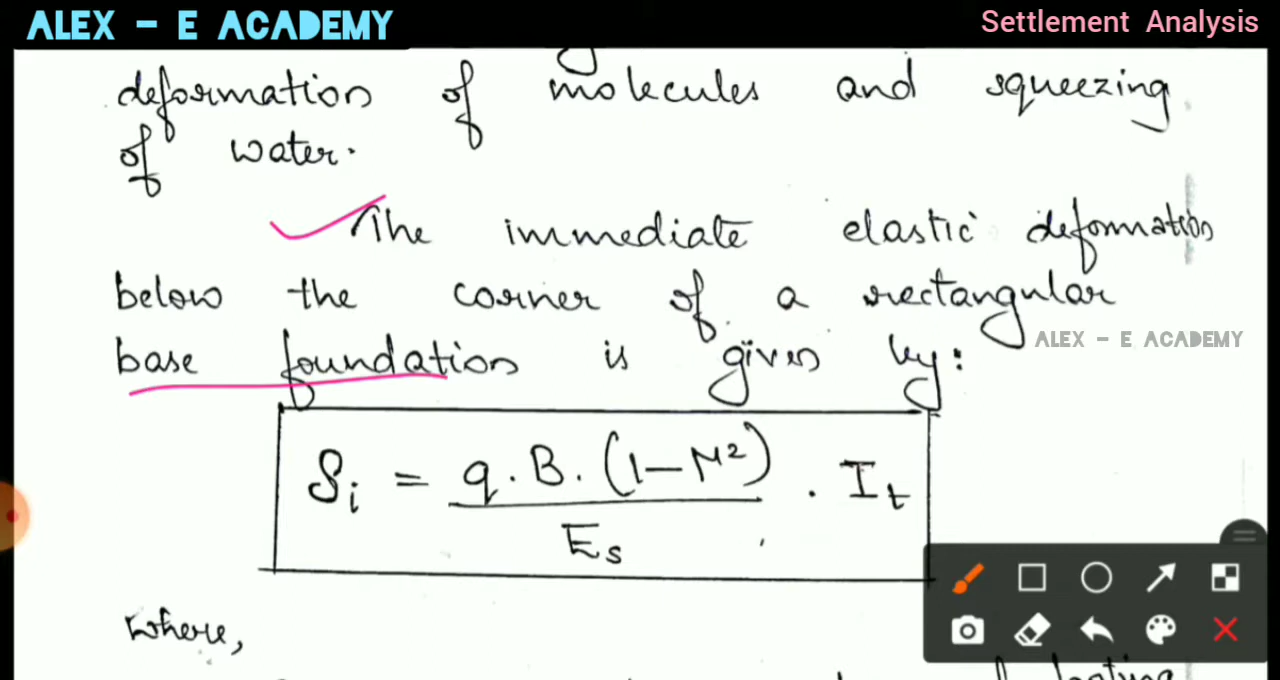 ALEX - E ACADEMY
Settlement Analysis
deformation of molecules and squeezing
of water.
The immediate elastic deformation
below the corner of a rectangular
ALEX - E ACADEMY
base foundation is given by:
Si = q.B.(1-μ²) / Es . It
where,